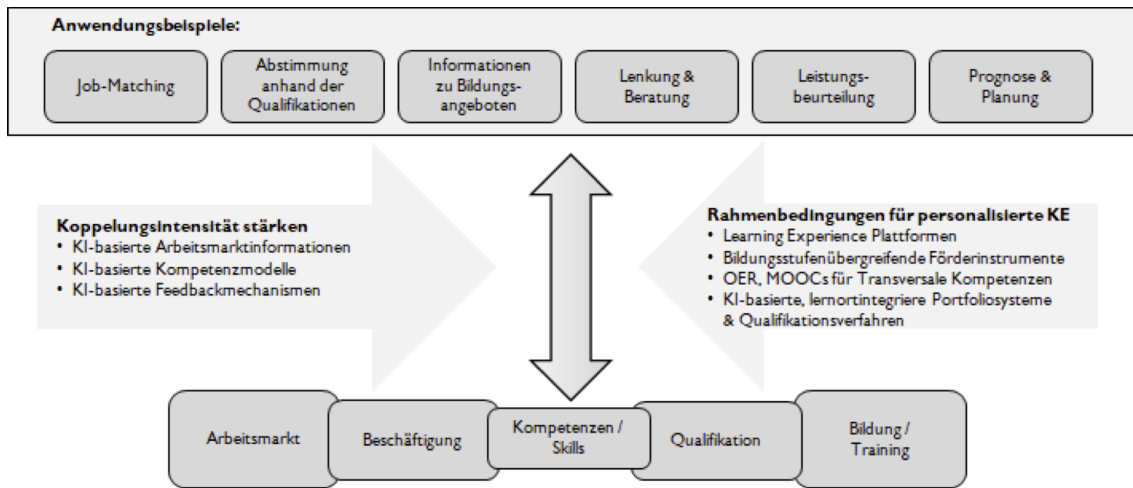 Anwendungsbeispiele:
Job-Matching
Abstimmung
anhand der
Qualifikationen
Informationen
zu Bildungs-
angeboten
Lenkung &
Beratung
Leistungs-
beurteilung
Prognose &
Planung
Koppelungsintensität stärken
• KI-basierte Arbeitsmarktinformationen
• KI-basierte Kompetenzmodelle
• KI-basierte Feedbackmechanismen
Rahmenbedingungen für personalisierte KE
• Learning Experience Plattformen
• Bildungsstufenübergreifende Förderinstrumente
• OER, MOOCs für Transversale Kompetenzen
• KI-basierte, lernortintegriere Portfoliosysteme
& Qualifikationsverfahren
Arbeitsmarkt
Beschäftigung
Kompetenzen /
Skills
Qualifikation
Bildung /
Training